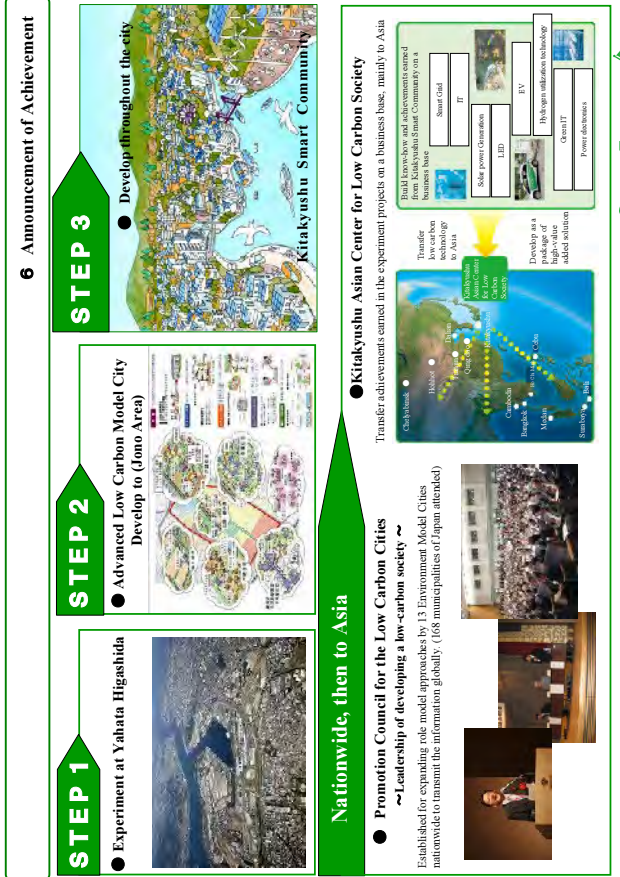 6 Announcement of Achievement
STEP 1
● Experiment at Yahata Higashida
STEP 2
● Advanced Low Carbon Model City
Develop to (Jono Area)
STEP 3
● Develop throughout the city
Kitakyushu Smart Community
Nationwide, then to Asia
● Promotion Council for the Low Carbon Cities
~Leadership of developing a low-carbon society ~
Established for expanding role model approaches by 13 Environment Model Cities
nationwide to transmit the information globally. (168 municipalities of Japan attended)
●Kitakyushu Asian Center for Low Carbon Society
Transfer achievements earned in the experiment projects on a business base, mainly to Asia
Chelyabinsk
Hohhot
Dalian
Cambodia
Bangkok
Medan
Cebu
Surabaya
Bali
Kitakyushu
Asian Center
for Low
Carbon
Society
Transfer
low carbon
technology
to Asia
Develop as a
package of
high-value
added solution
Build know-how and achievements earned
from Kitakyushu Smart Community on a
business base
Smart Grid
IT
Solar power Generation
LED
EV
Hydrogen utilization technology
Green IT
Power electronics